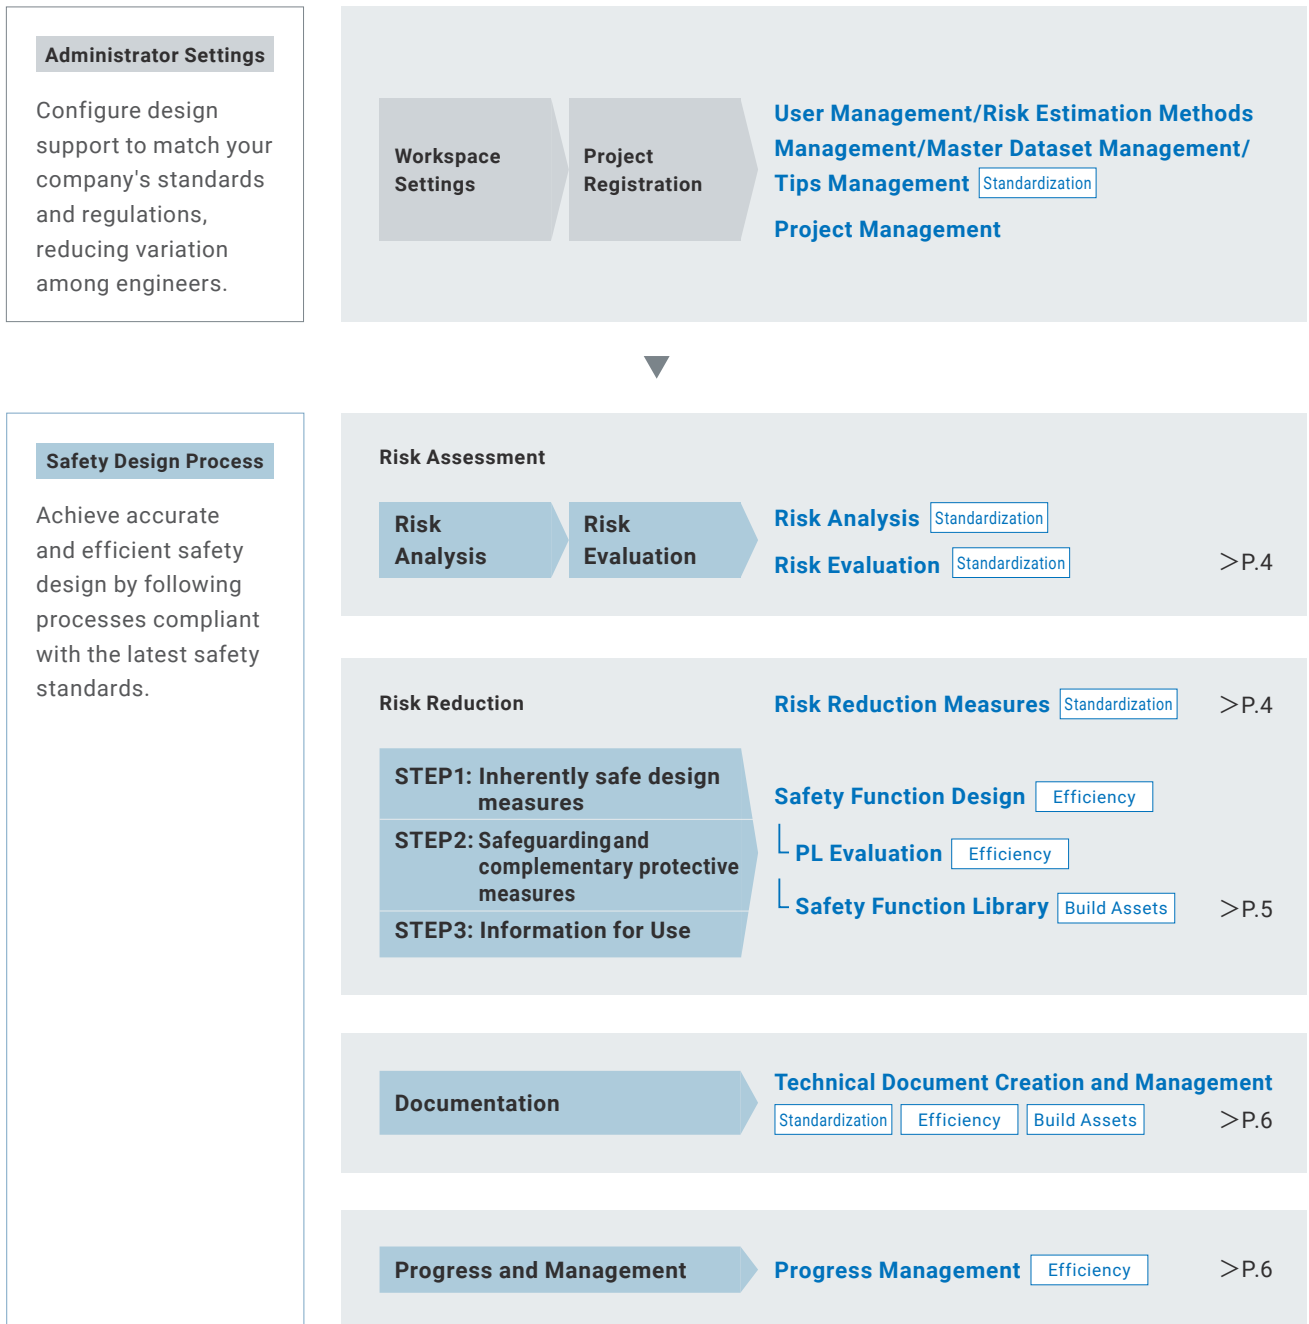 Administrator Settings
Configure design
support to match your
company's standards
and regulations,
reducing variation
among engineers.
Workspace
Settings
Project
Registration
User Management/Risk Estimation Methods
Management/Master Dataset Management/
Tips Management Standardization
Project Management
Safety Design Process
Achieve accurate
and efficient safety
design by following
processes compliant
with the latest safety
standards.
Risk Assessment
Risk
Analysis
Risk
Evaluation
Risk Analysis Standardization
Risk Evaluation Standardization >P.4
Risk Reduction
Risk Reduction Measures Standardization >P.4
STEP1: Inherently safe design
measures
STEP2: Safeguarding and
complementary protective
measures
STEP3: Information for Use
Safety Function Design Efficiency
PL Evaluation Efficiency
Safety Function Library Build Assets >P.5
Documentation
Technical Document Creation and Management
Standardization Efficiency Build Assets >P.6
Progress and Management
Progress Management Efficiency >P.6